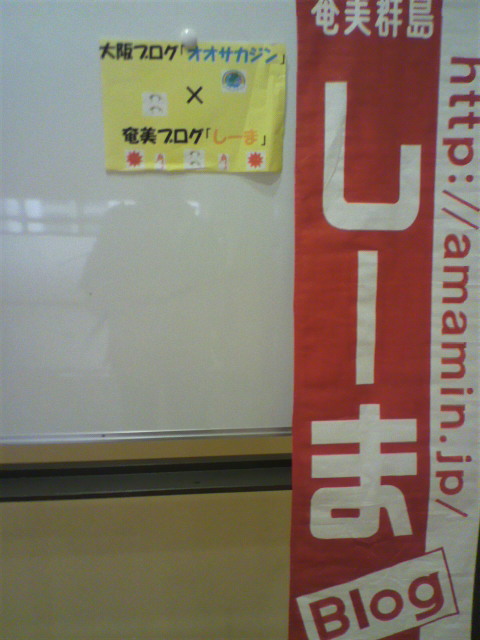 大阪ブログ「オオサカジン」
×
奄美ブログ「しーま」
奄美群島
しーま
Blog
http://amamin.jp/